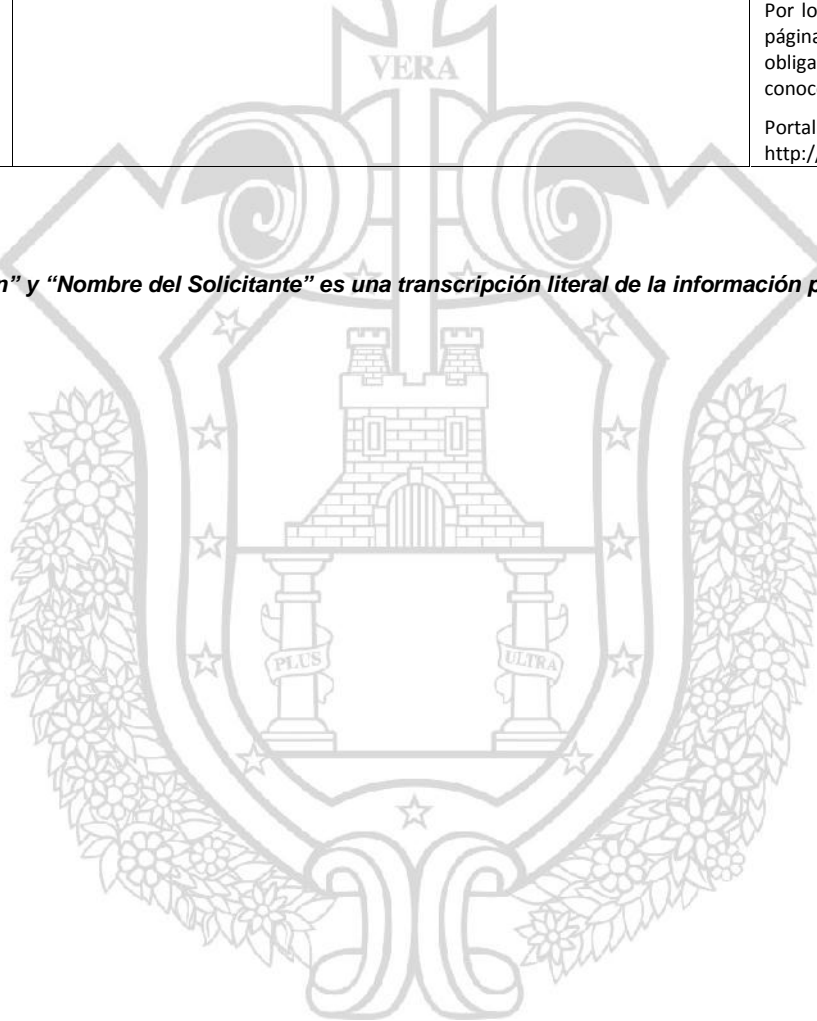 Por lo
página
obliga
conoc
Portal
http:/
VERA
n” y “Nombre del Solicitante” es una transcripción literal de la información p
PLUS
ULTRA